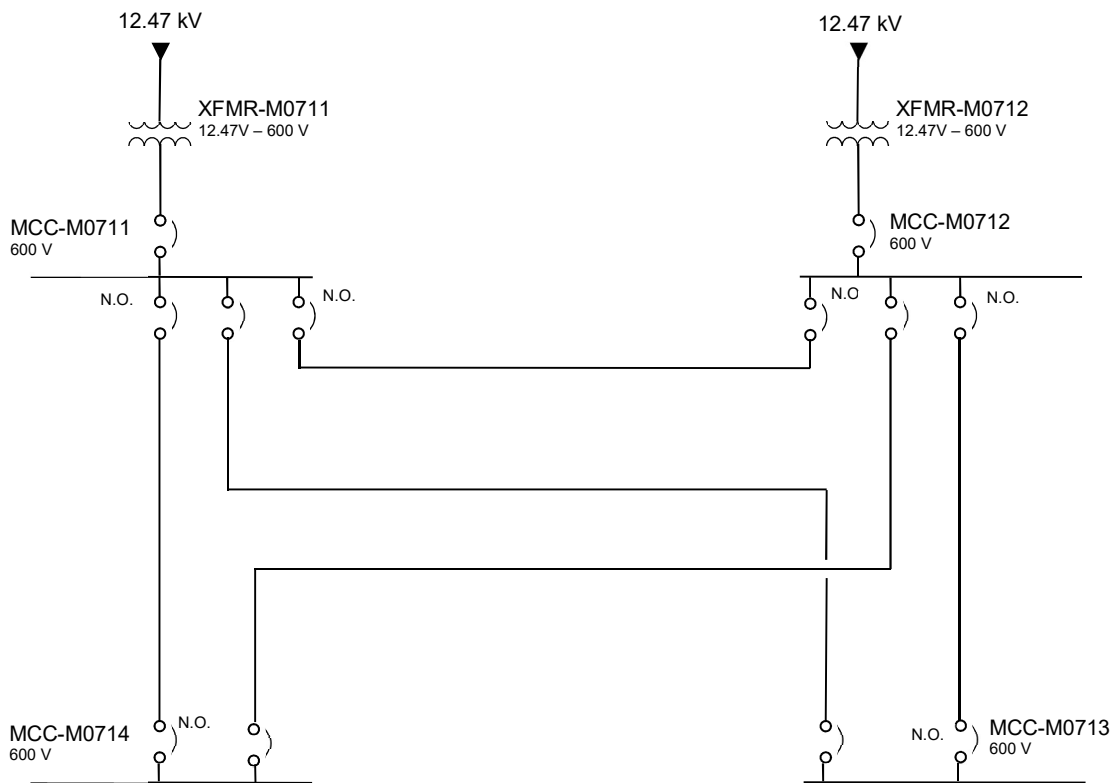 12.47 kV
12.47 kV
XFMR-M0711
12.47V – 600 V
XFMR-M0712
12.47V – 600 V
MCC-M0711
600 V
MCC-M0712
600 V
N.O.
N.O.
N.O
N.O.
MCC-M0714
600 V
N.O.
N.O.
MCC-M0713
600 V